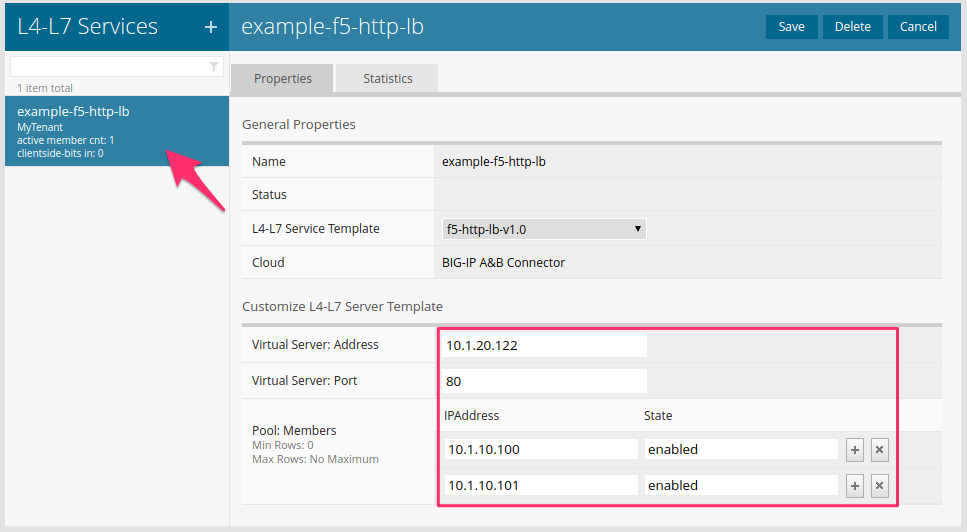 L4-L7 Services +
example-f5-http-lb
Save Delete Cancel
1 item total
example-f5-http-lb
MyTenant
active member cnt: 1
clientside-bits in: 0
Properties Statistics
General Properties
Name example-f5-http-lb
Status
L4-L7 Service Template f5-http-lb-v1.0
Cloud BIG-IP A&B Connector
Customize L4-L7 Server Template
Virtual Server: Address 10.1.20.122
Virtual Server: Port 80
IPAddress State
Pool: Members
Min Rows: 0
Max Rows: No Maximum
10.1.10.100 enabled + x
10.1.10.101 enabled + x